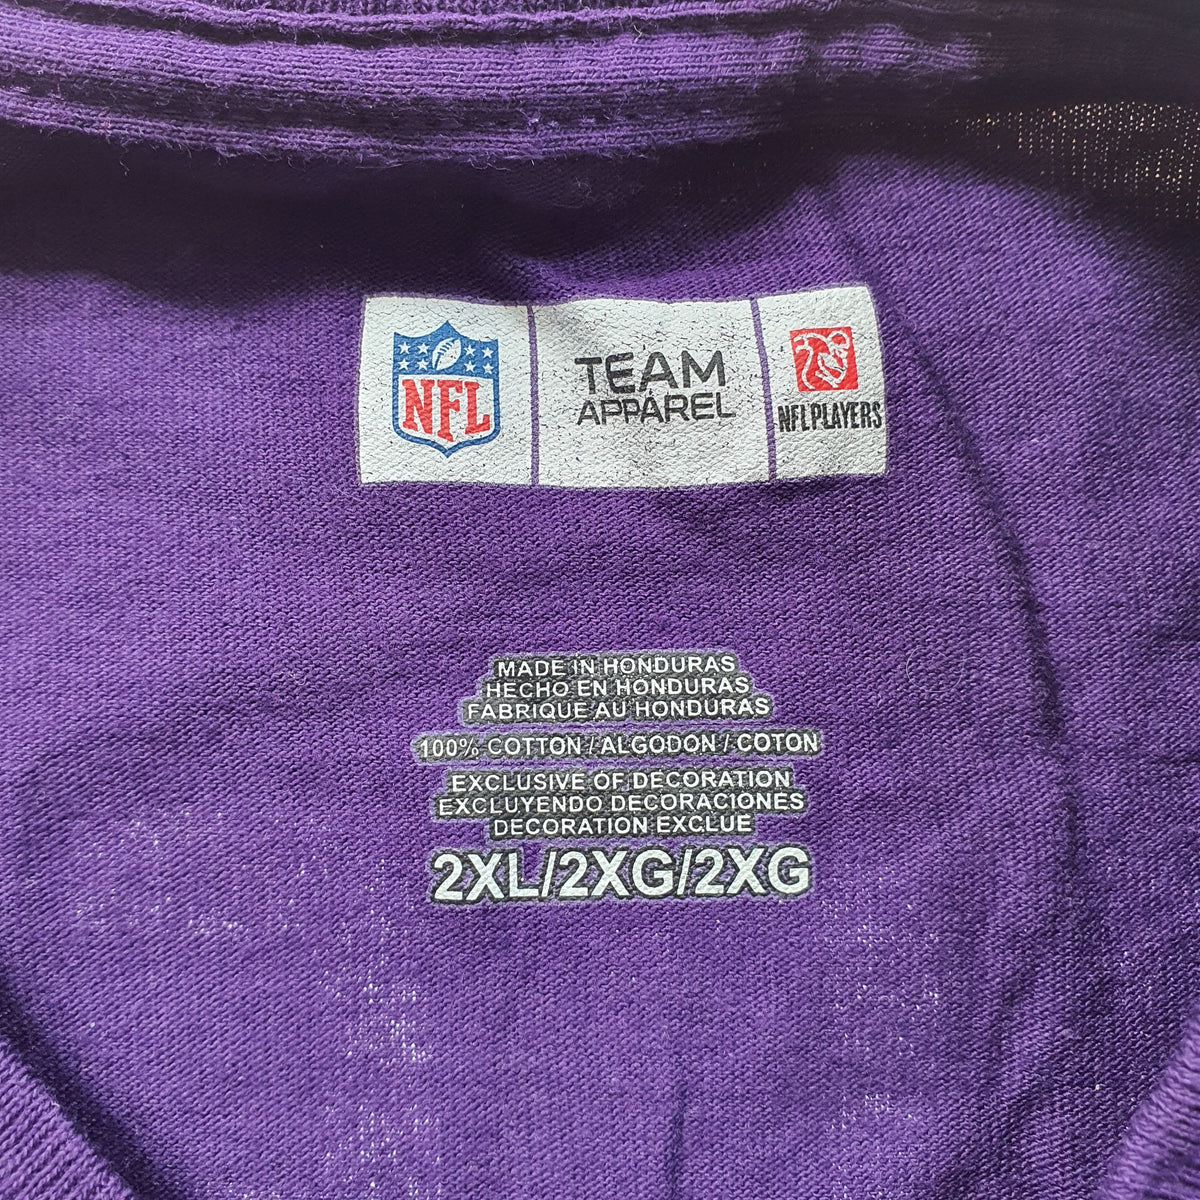 NFL
TEAM
APPAREL
NFL PLAYERS
MADE IN HONDURAS
HECHO EN HONDURAS
FABRIQUE AU HONDURAS
100% COTTON / ALGODON / COTON
EXCLUSIVE OF DECORATION
EXCLUYENDO DECORACIONES
DECORATION EXCLUE
2XL/2XG/2XG